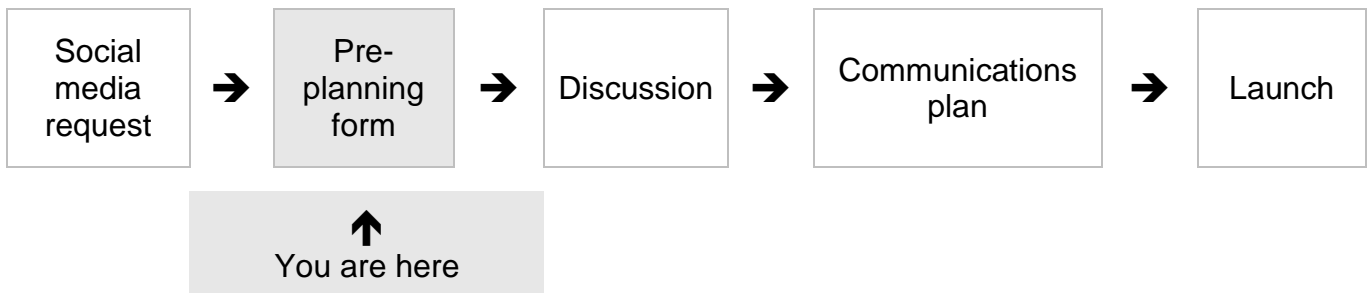 Social
media
request
➔
Pre-
planning
form
➔
Discussion
➔
Communications
plan
➔
Launch
You are here